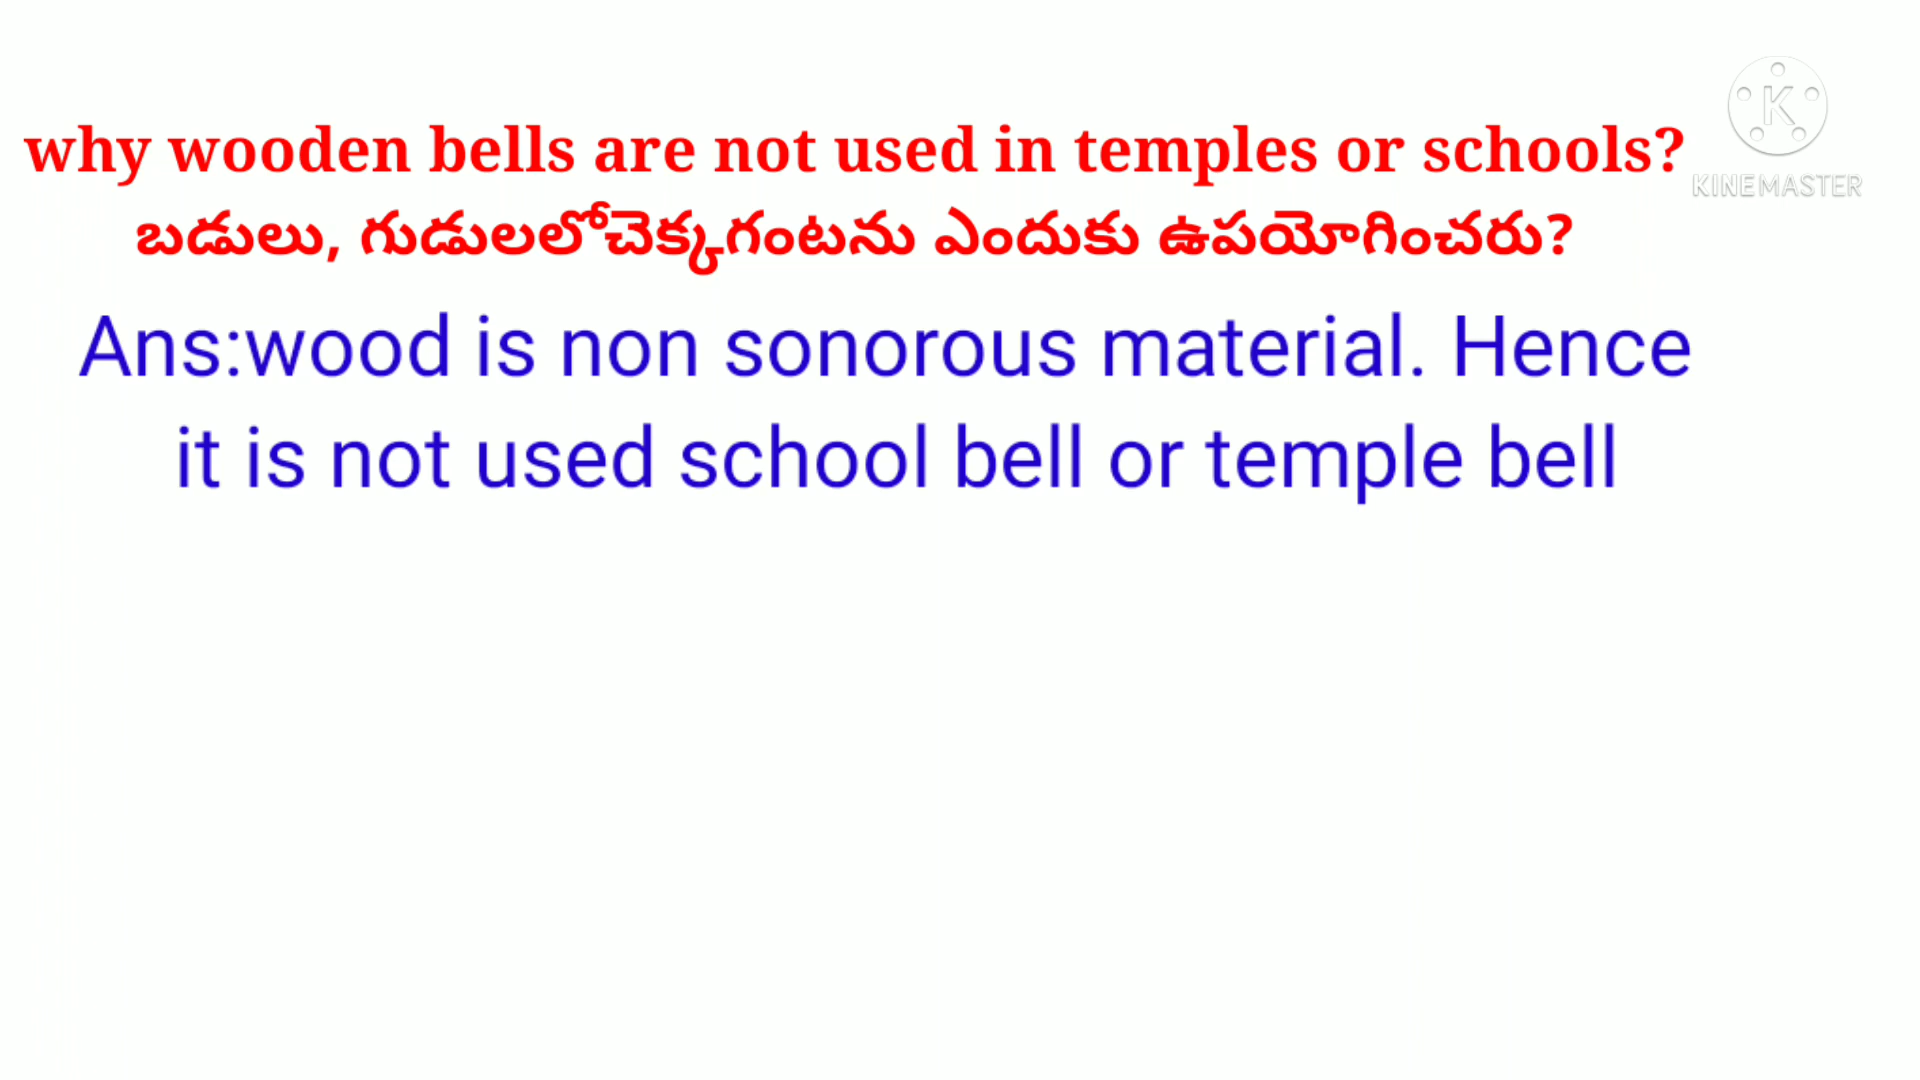 why wooden bells are not used in temples or schools?
బడులు, గుడులలోచెక్కగంటను ఎందుకు ఉపయోగించరు?
Ans:wood is non sonorous material. Hence
it is not used school bell or temple bell
K
KINEMASTER